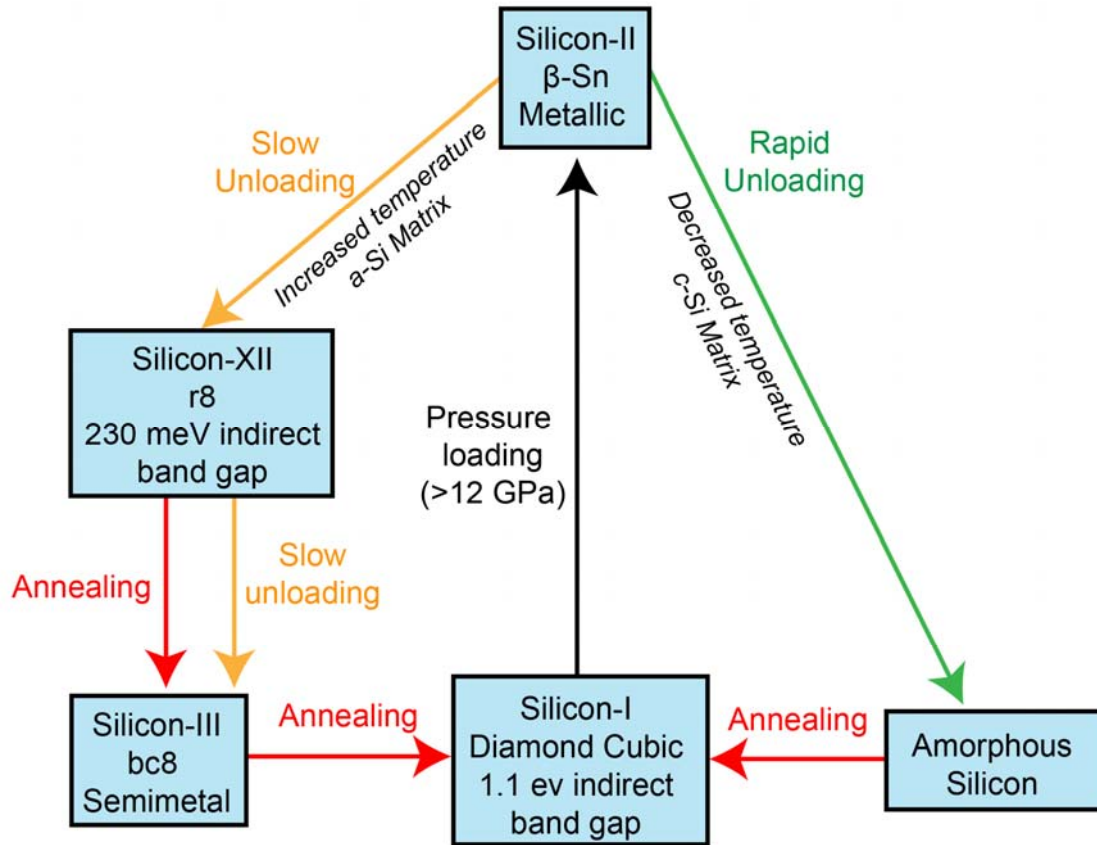 Silicon-II
β-Sn
Metallic
Slow
Unloading
Increased temperature
a-Si Matrix
Rapid
Unloading
Decreased temperature
c-Si Matrix
Silicon-XII
r8
230 meV indirect
band gap
Pressure
loading
(>12 GPa)
Annealing
Slow
unloading
Silicon-III
bc8
Semimetal
Annealing
Silicon-I
Diamond Cubic
1.1 ev indirect
band gap
Annealing
Amorphous
Silicon